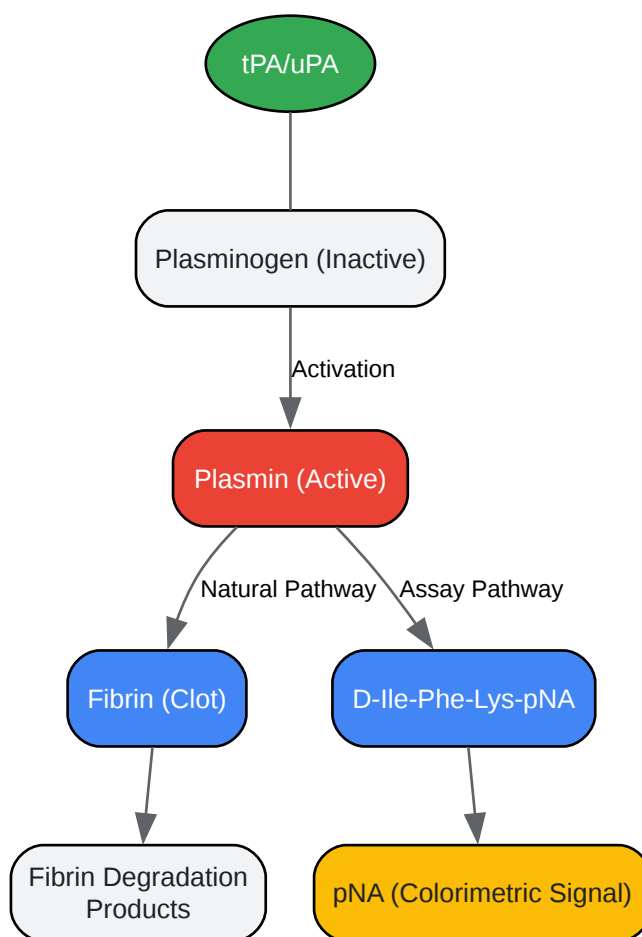 tPA/uPA
Plasminogen (Inactive)
Activation
Plasmin (Active)
Natural Pathway
Assay Pathway
Fibrin (Clot)
D-Ile-Phe-Lys-pNA
Fibrin Degradation
Products
pNA (Colorimetric Signal)